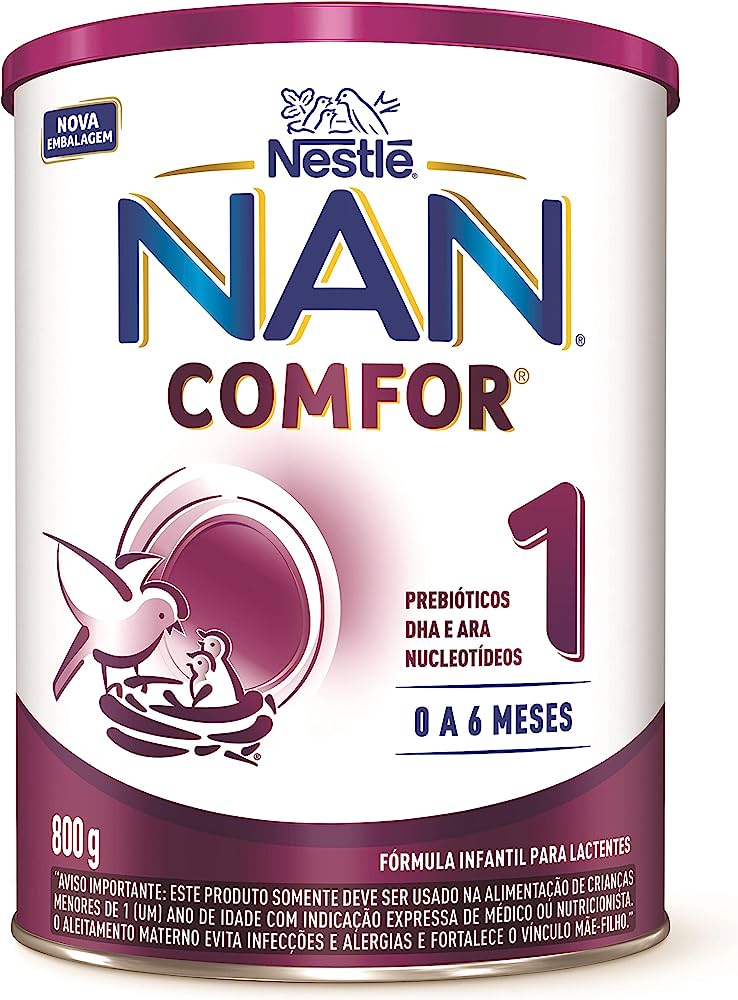 NOVA
EMBALAGEM
Nestlé
NAN®
COMFOR®
1
PREBIÓTICOS
DHA E ARA
NUCLEOTÍDEOS
0 A 6 MESES
800 g
FÓRMULA INFANTIL PARA LACTENTES
"AVISO IMPORTANTE: ESTE PRODUTO SOMENTE DEVE SER USADO NA ALIMENTAÇÃO DE CRIANÇAS
MENORES DE 1 (UM) ANO DE IDADE COM INDICAÇÃO EXPRESSA DE MÉDICO OU NUTRICIONISTA.
O ALEITAMENTO MATERNO EVITA INFECÇÕES E ALERGIAS E FORTALECE O VÍNCULO MÃE-FILHO."